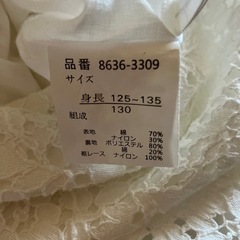 品番 8636-3309
サイズ
身長 125~135
130
組成
表地 綿 70%
ナイロン 30%
裏地 ポリエステル 80%
綿 20%
裾レース ナイロン 100%